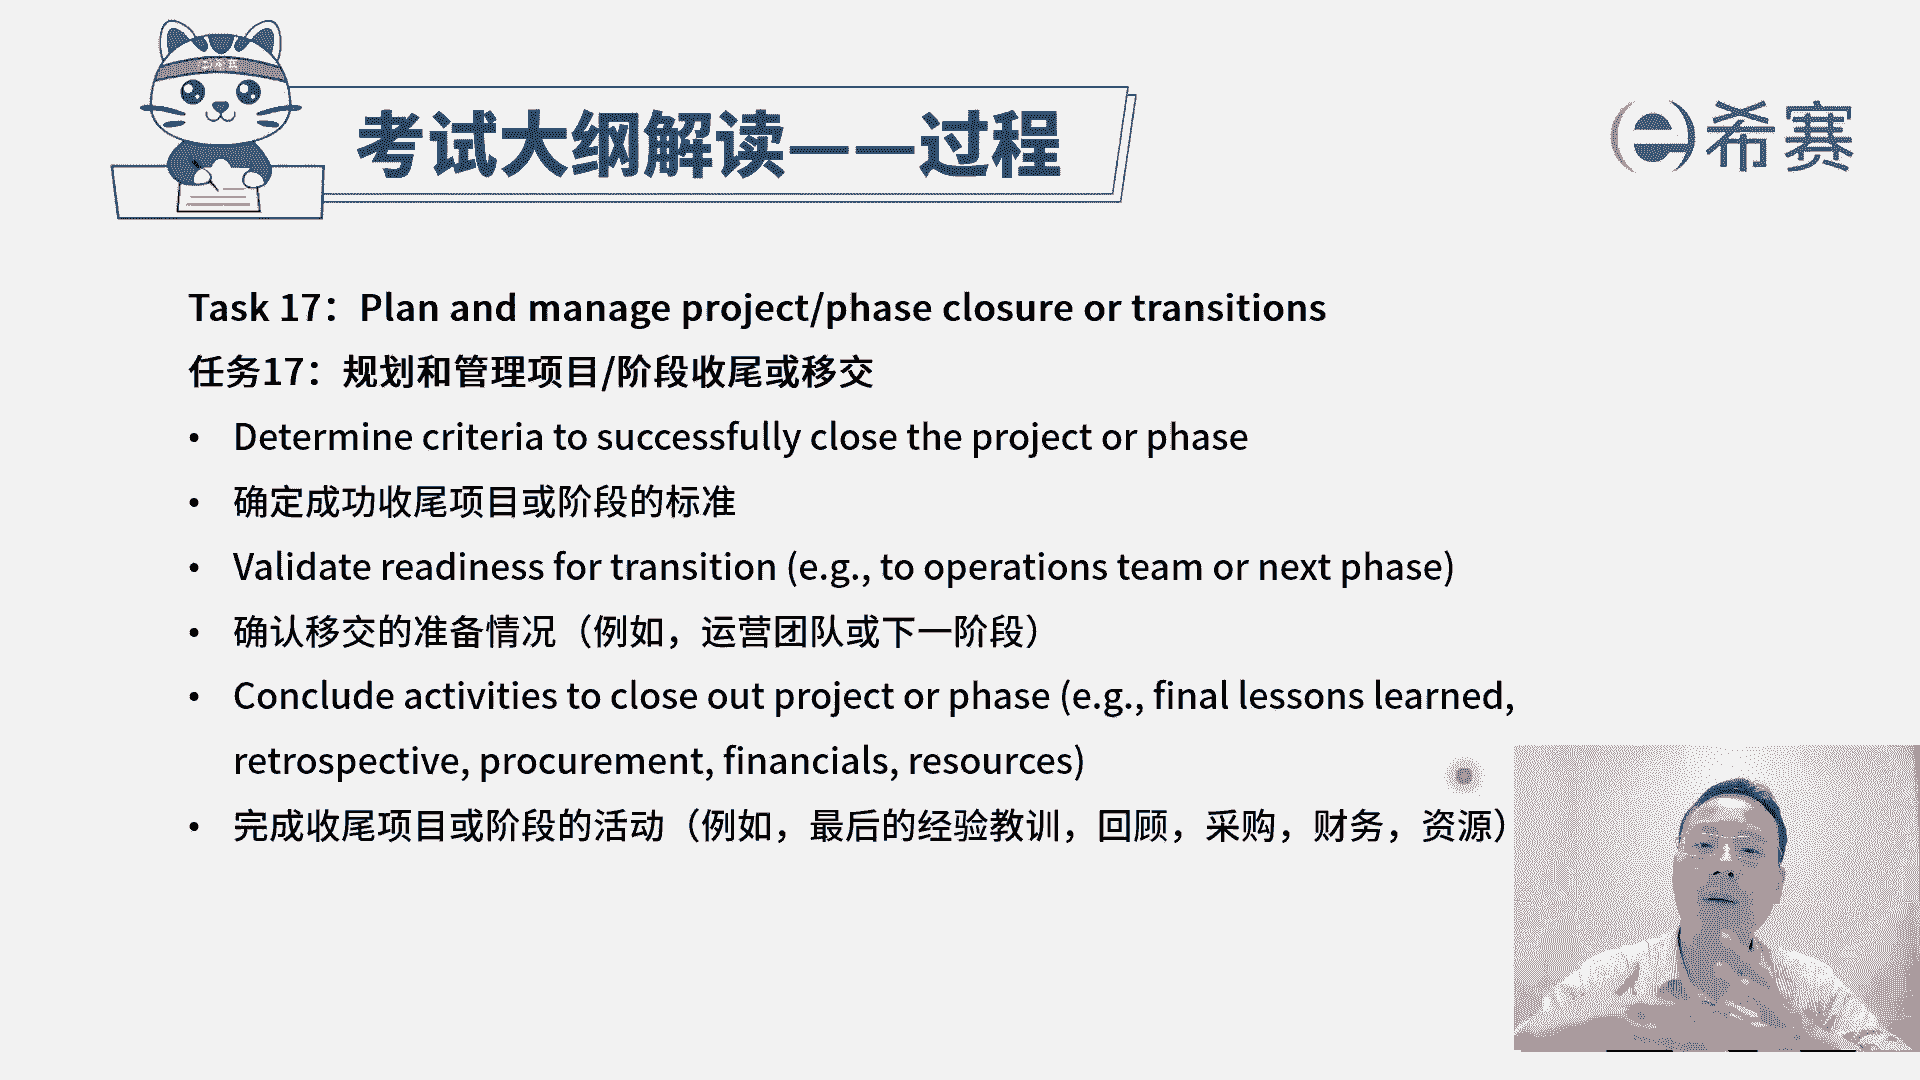 考试大纲解读——过程
希赛
Task 17：Plan and manage project/phase closure or transitions
任务17：规划和管理项目/阶段收尾或移交
• Determine criteria to successfully close the project or phase
• 确定成功收尾项目或阶段的标准
• Validate readiness for transition (e.g., to operations team or next phase)
• 确认移交的准备情况（例如，运营团队或下一阶段）
• Conclude activities to close out project or phase (e.g., final lessons learned,
retrospective, procurement, financials, resources)
• 完成收尾项目或阶段的活动（例如，最后的经验教训，回顾，采购，财务，资源）